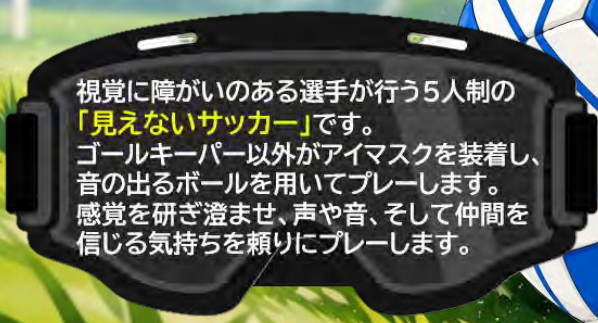 視覚に障がいのある選手が行う5人制の
「見えないサッカー」です。
ゴールキーパー以外がアイマスクを装着し、
音の出るボールを用いてプレーします。
感覚を研ぎ澄ませ、声や音、そして仲間を
信じる気持ちを頼りにプレーします。